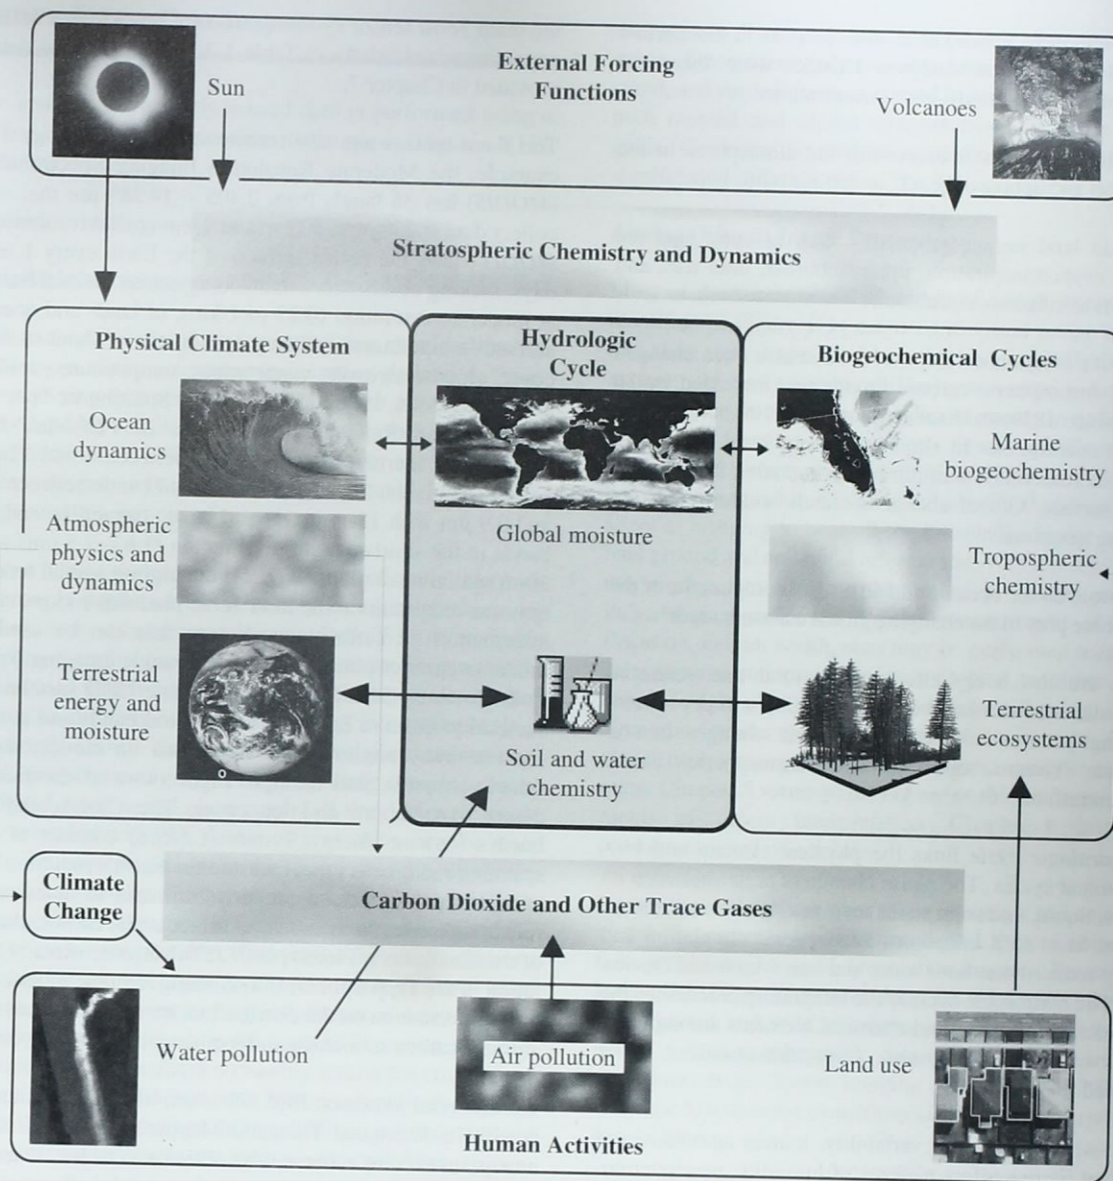 External Forcing
Functions
Sun
Volcanoes
Stratospheric Chemistry and Dynamics
Physical Climate System
Hydrologic
Cycle
Biogeochemical Cycles
Ocean
dynamics
Marine
biogeochemistry
Global moisture
Atmospheric
physics and
dynamics
Tropospheric
chemistry
Terrestrial
energy and
moisture
Soil and water
chemistry
Terrestrial
ecosystems
Climate
Change
Carbon Dioxide and Other Trace Gases
Water pollution
Air pollution
Land use
Human Activities